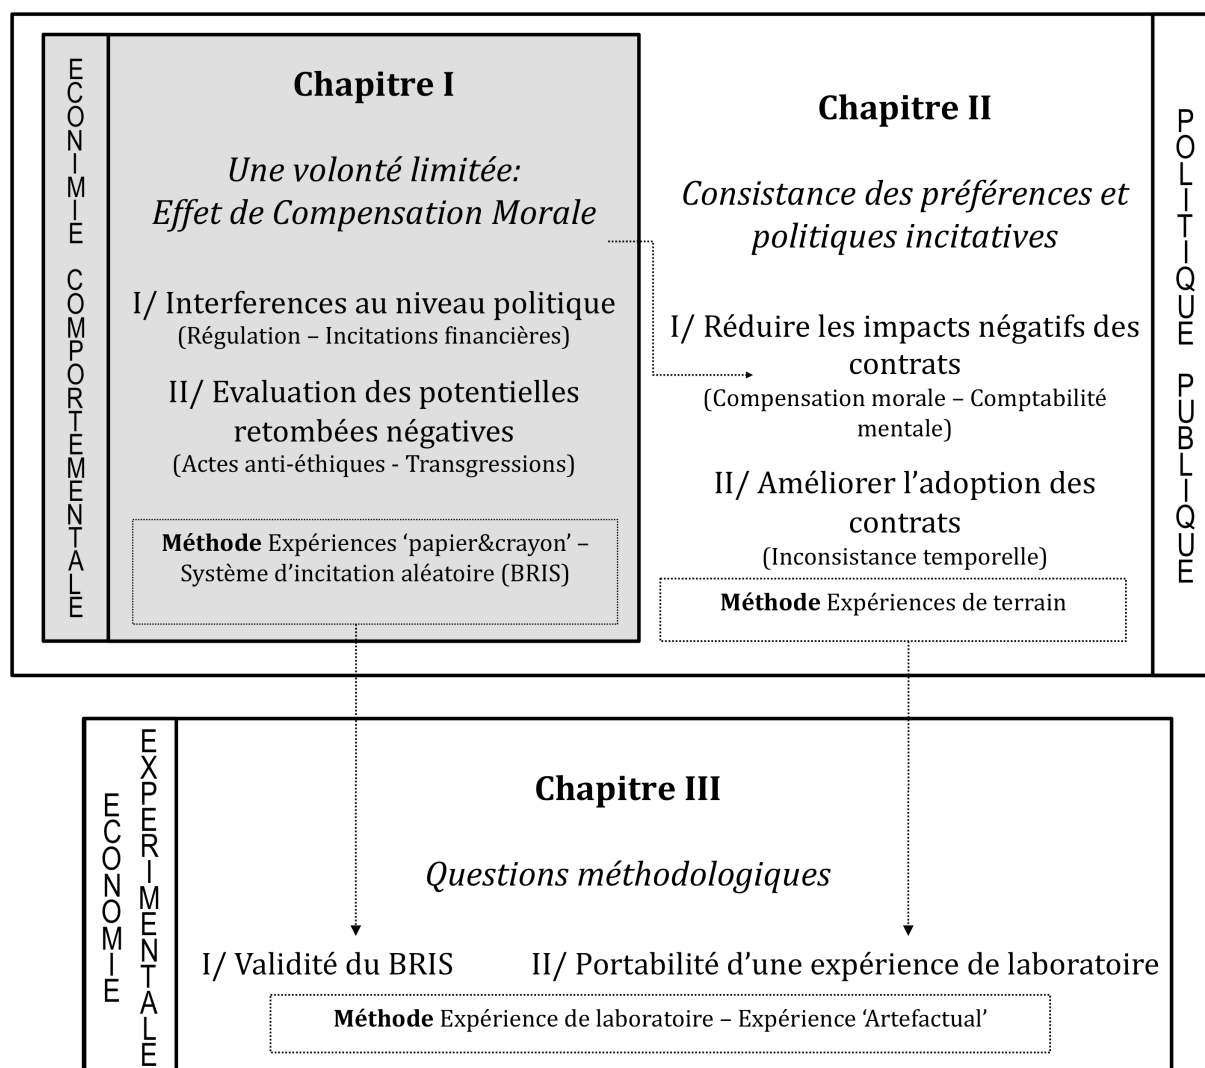 ECONIMIE COMPORTEMENTALE
Chapitre I
Une volonté limitée:
Effet de Compensation Morale
I/ Interferences au niveau politique
(Régulation – Incitations financières)
II/ Evaluation des potentielles
retombées négatives
(Actes anti-éthiques - Transgressions)
Méthode Expériences ‘papier&crayon’ –
Système d’incitation aléatoire (BRIS)
Chapitre II
Consistance des préférences et
politiques incitatives
I/ Réduire les impacts négatifs des
contrats
(Compensation morale – Comptabilité
mentale)
II/ Améliorer l’adoption des
contrats
(Inconsistance temporelle)
Méthode Expériences de terrain
POLITIQUE PUBLIQUE
ECONOMIE
EXPERIMENTALE
Chapitre III
Questions méthodologiques
I/ Validité du BRIS
II/ Portabilité d’une expérience de laboratoire
Méthode Expérience de laboratoire – Expérience ‘Artefactual’